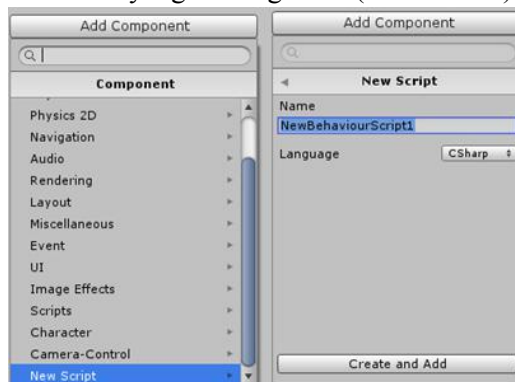 Add Component
Component
Physics 2D
Navigation
Audio
Rendering
Layout
Miscellaneous
Event
UI
Image Effects
Scripts
Character
Camera-Control
New Script
Add Component
New Script
Name
NewBehaviourScript1
Language CSharp
Create and Add